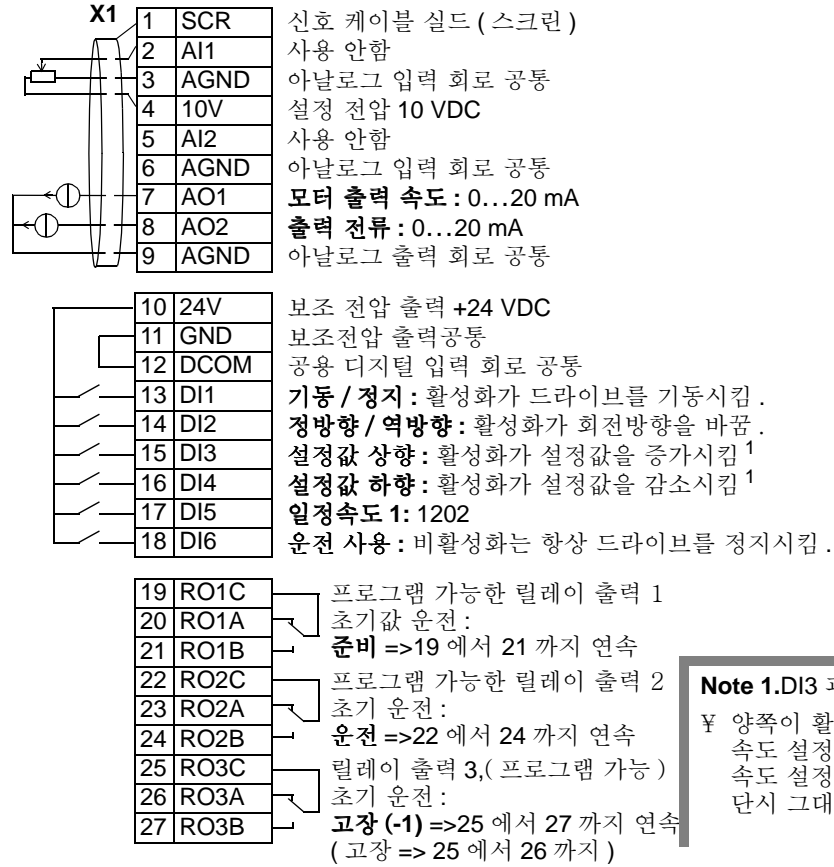 X1
1 SCR 신호 케이블 실드 ( 스크린 )
2 AI1 사용 안함
3 AGND 아날로그 입력 회로 공통
4 10V 설정 전압 10 VDC
5 AI2 사용 안함
6 AGND 아날로그 입력 회로 공통
7 AO1 모터 출력 속도 : 0...20 mA
8 AO2 출력 전류 : 0...20 mA
9 AGND 아날로그 출력 회로 공통
10 24V 보조 전압 출력 +24 VDC
11 GND 보조전압 출력공통
12 DCOM 공용 디지털 입력 회로 공통
13 DI1 기동 / 정지 : 활성화가 드라이브를 기동시킴 .
14 DI2 정방향 / 역방향 : 활성화가 회전방향을 바꿈 .
15 DI3 설정값 상향 : 활성화가 설정값을 증가시킴 1
16 DI4 설정값 하향 : 활성화가 설정값을 감소시킴 1
17 DI5 일정속도 1: 1202
18 DI6 운전 사용 : 비활성화는 항상 드라이브를 정지시킴 .
19 RO1C 프로그램 가능한 릴레이 출력 1
20 RO1A 초기값 운전 :
21 RO1B 준비 =>19 에서 21 까지 연속
22 RO2C 프로그램 가능한 릴레이 출력 2
23 RO2A 초기 운전 :
24 RO2B 운전 =>22 에서 24 까지 연속
25 RO3C 릴레이 출력 3,( 프로그램 가능 )
26 RO3A 초기 운전 :
27 RO3B 고장 (-1) =>25 에서 27 까지 연속
( 고장 => 25 에서 26 까지 )
Note 1.DI3
¥ 양쪽이 활
속도 설정
속도 설정
단시 그대